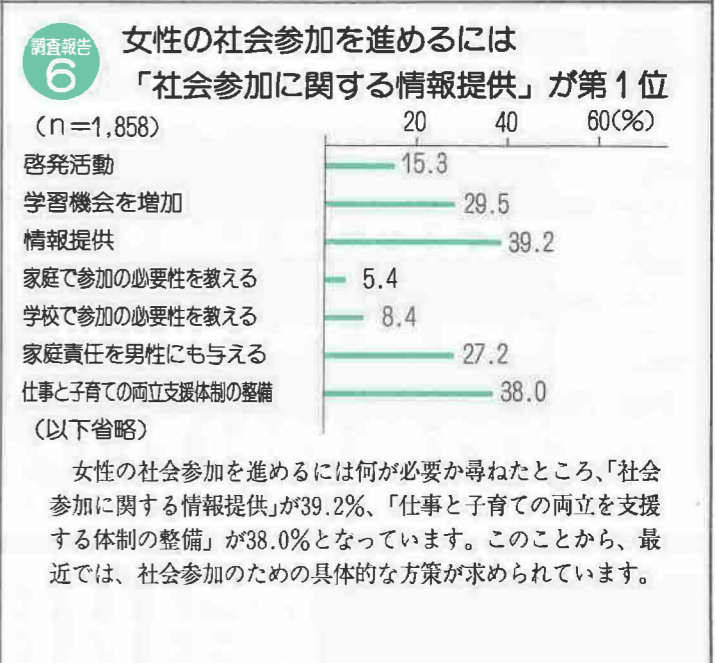 調査報告
6
女性の社会参加を進めるには
「社会参加に関する情報提供」が第1位
(n=1,858)
20 40 60(%)
啓発活動 15.3
学習機会を増加 29.5
情報提供 39.2
家庭で参加の必要性を教える 5.4
学校で参加の必要性を教える 8.4
家庭責任を男性にも与える 27.2
仕事と子育ての両立支援体制の整備 38.0
(以下省略)
女性の社会参加を進めるには何が必要か尋ねたところ、「社会
参加に関する情報提供」が39.2%、「仕事と子育ての両立を支援
する体制の整備」が38.0%となっています。このことから、最
近では、社会参加のための具体的な方策が求められています。